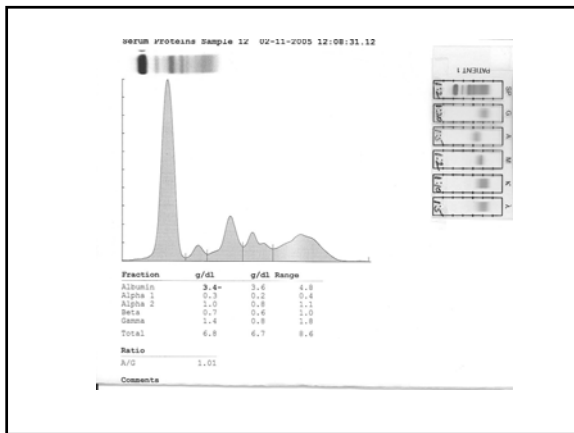 Serum Proteins Sample 12 02-11-2005 12:08:31.12
PATIENT 1
SP
G
A
M
K
λ
Fraction g/dl g/dl Range
Albumin 3.4- 3.6 4.8
Alpha 1 0.3 0.2 0.4
Alpha 2 1.0 0.8 1.1
Beta 0.7 0.6 1.0
Gamma 1.4 0.8 1.8
Total 6.8 6.7 8.6
Ratio
A/G 1.01
Comments